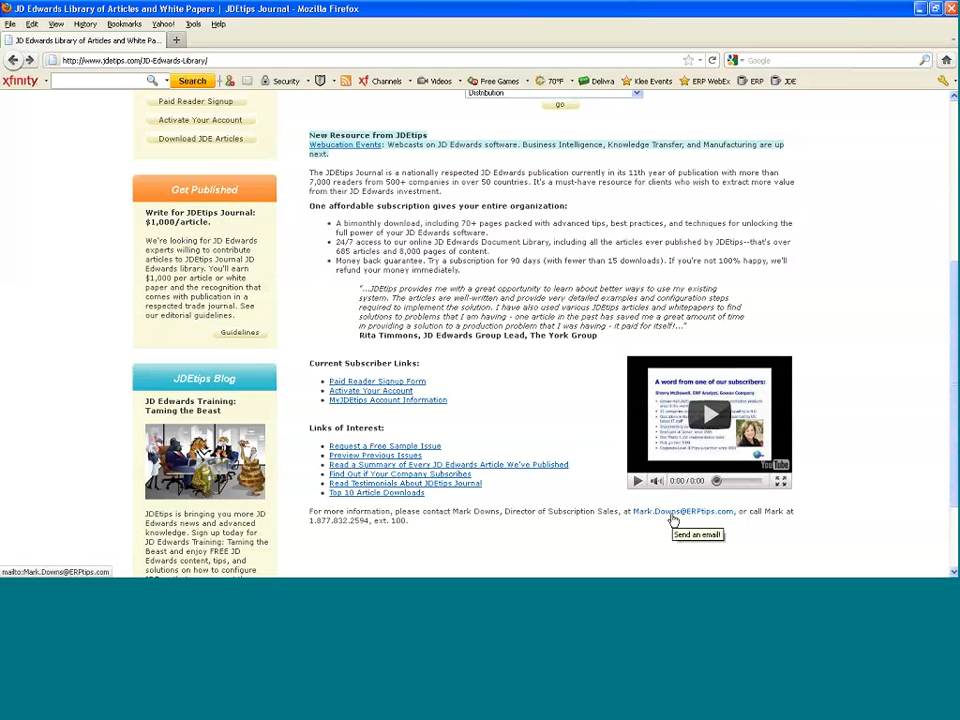 JD Edwards Library of Articles and White Papers | JDEtips Journal - Mozilla Firefox
File Edit View History Bookmarks Yahoo! Tools Help
JD Edwards Library of Articles and White Pa... +
http://www.jdetips.com/JD-Edwards-Library/ Google
xfinity Search Security Channels Videos Free Games 70°F Delivra Klee Events ERP WebEx ERP JDE
Paid Reader Signup
Activate Your Account
Download JDE Articles
Get Published
Write for JDEtips Journal:
$1,000/article.
We're looking for JD
Edwards experts willing to contribute
articles to JDEtips Journal JD
Edwards library. You'll earn
$1,000 per article or white
paper and the recognition that
comes with publication in a
respected trade journal. See
our editorial guidelines.
Guidelines
JDEtips Blog
JD Edwards Training:
Taming the Beast
JDEtips is bringing you more
JD Edwards news and advanced
knowledge. Sign up today for
JD Edwards Training: Taming the
Beast and enjoy FREE JD
Edwards content, tips, and
solutions on how to configure
Distribution
go
New Resource from JDEtips
Webucation Events: Webcasts on JD Edwards software. Business Intelligence, Knowledge Transfer, and Manufacturing are up
next.
The JDEtips Journal is a nationally respected JD Edwards publication currently in its 11th year of publication with more than
7,000 readers from 500+ companies in over 50 countries. It's a must-have resource for clients who wish to extract more value
from their JD Edwards investment.
One affordable subscription gives your entire organization:
• A bimonthly download, including 70+ pages packed with advanced tips, best practices, and techniques for unlocking the
full power of your JD Edwards software.
• 24/7 access to our online JD Edwards Document Library, including all the articles ever published by JDEtips--that's over
685 articles and 8,000 pages of content.
• Money back guarantee. Try a subscription for 90 days (with fewer than 15 downloads). If you're not 100% happy, we'll
refund your money immediately.
"...JDEtips provides me with a great opportunity to learn about better ways to use my existing
system. The articles are well-written and provide very detailed examples and configuration steps
required to implement the solution. I have also used various JDEtips articles and whitepapers to find
solutions to problems that I am having - one article in the past has saved me a great amount of time
in providing a solution to a production problem that I was having - it paid for itself!..."
Rita Timmons, JD Edwards Group Lead, The York Group
Current Subscriber Links:
• Paid Reader Signup Form
• Activate Your Account
• MyJDEtips Account Information
Links of Interest:
• Request a Free Sample Issue
• Preview Previous Issues
• Read a Summary of Every JD Edwards Article We've Published
• Find Out if Your Company Subscribes
• Read Testimonials About JDETips Journal
• Top 10 Article Downloads
A word from one of our subscribers:
Sherry McDowell, ERP Analyst, Gowan Company
YouTube
0:00 / 0:00
For more information, please contact Mark Downs, Director of Subscription Sales, at Mark.Downs@ERPtips.com, or call Mark at
1.877.832.2594, ext. 100.
Send an email!
mailto:Mark.Downs@ERPtips.com